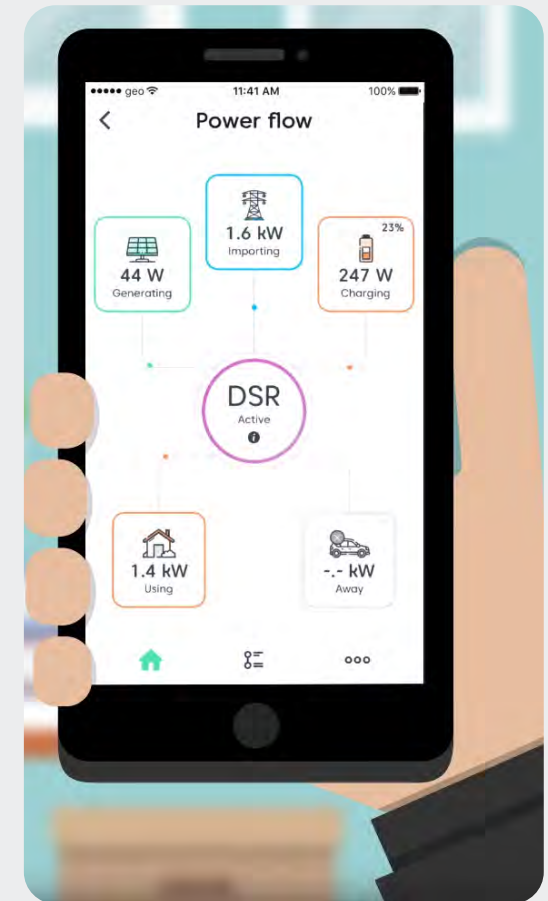 geo 11:41 AM 100%
Power flow
1.6 kW
Importing
44 W
Generating
23%
247 W
Charging
DSR
Active
i
1.4 kW
Using
-.- kW
Away